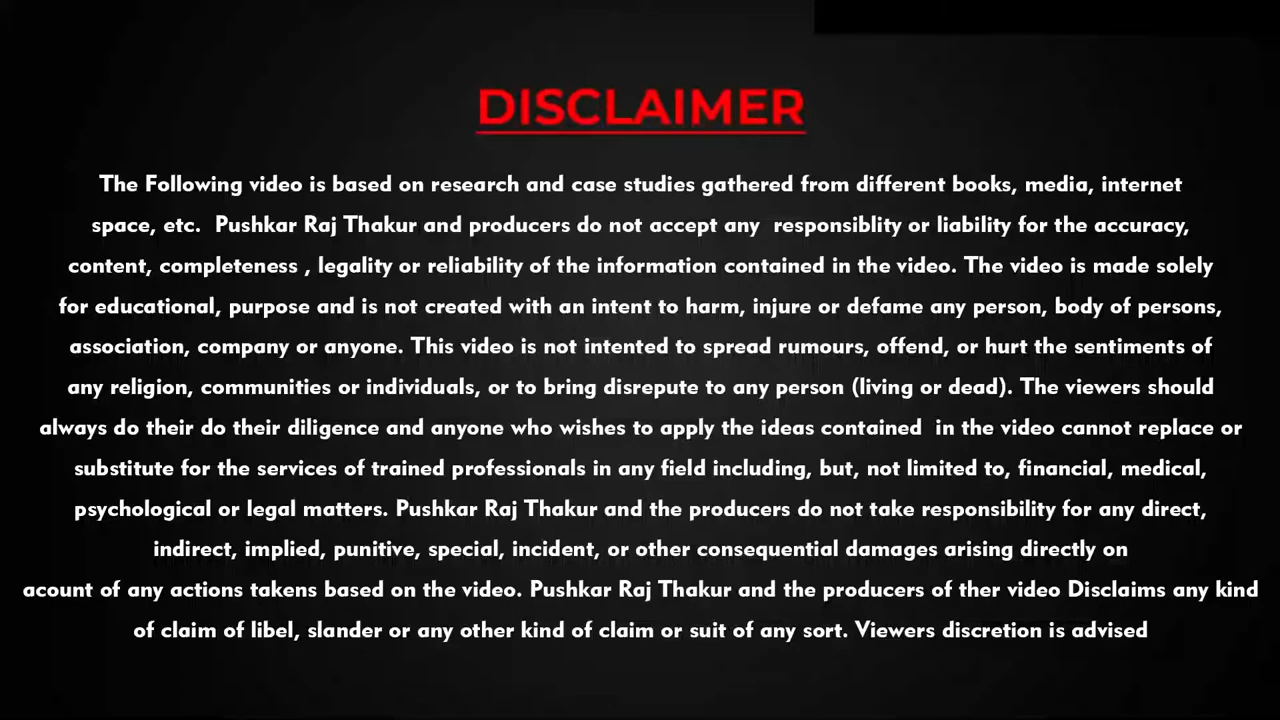 DISCLAIMER
The Following video is based on research and case studies gathered from different books, media, internet
space, etc.  Pushkar Raj Thakur and producers do not accept any  responsiblity or liability for the accuracy,
content, completeness , legality or reliability of the information contained in the video. The video is made solely
for educational, purpose and is not created with an intent to harm, injure or defame any person, body of persons,
association, company or anyone. This video is not intented to spread rumours, offend, or hurt the sentiments of
any religion, communities or individuals, or to bring disrepute to any person (living or dead). The viewers should
always do their do their diligence and anyone who wishes to apply the ideas contained  in the video cannot replace or
substitute for the services of trained professionals in any field including, but, not limited to, financial, medical,
psychological or legal matters. Pushkar Raj Thakur and the producers do not take responsibility for any direct,
indirect, implied, punitive, special, incident, or other consequential damages arising directly on
acount of any actions takens based on the video. Pushkar Raj Thakur and the producers of ther video Disclaims any kind
of claim of libel, slander or any other kind of claim or suit of any sort. Viewers discretion is advised